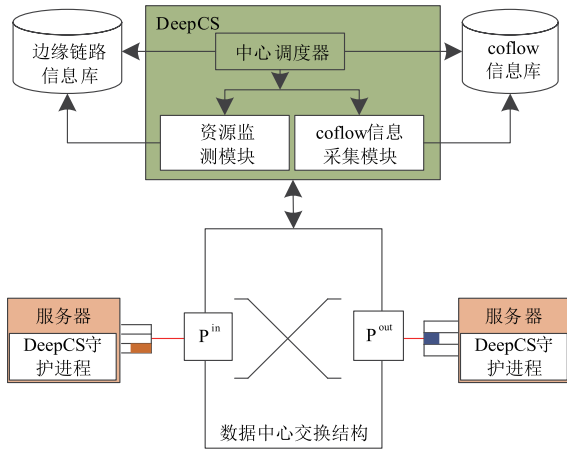 DeepCS
边缘链路
信息库
中心调度器
coflow
信息库
资源监
测模块
coflow信息
采集模块
服务器
DeepCS守
护进程
P^in
P^out
服务器
DeepCS守
护进程
数据中心交换结构